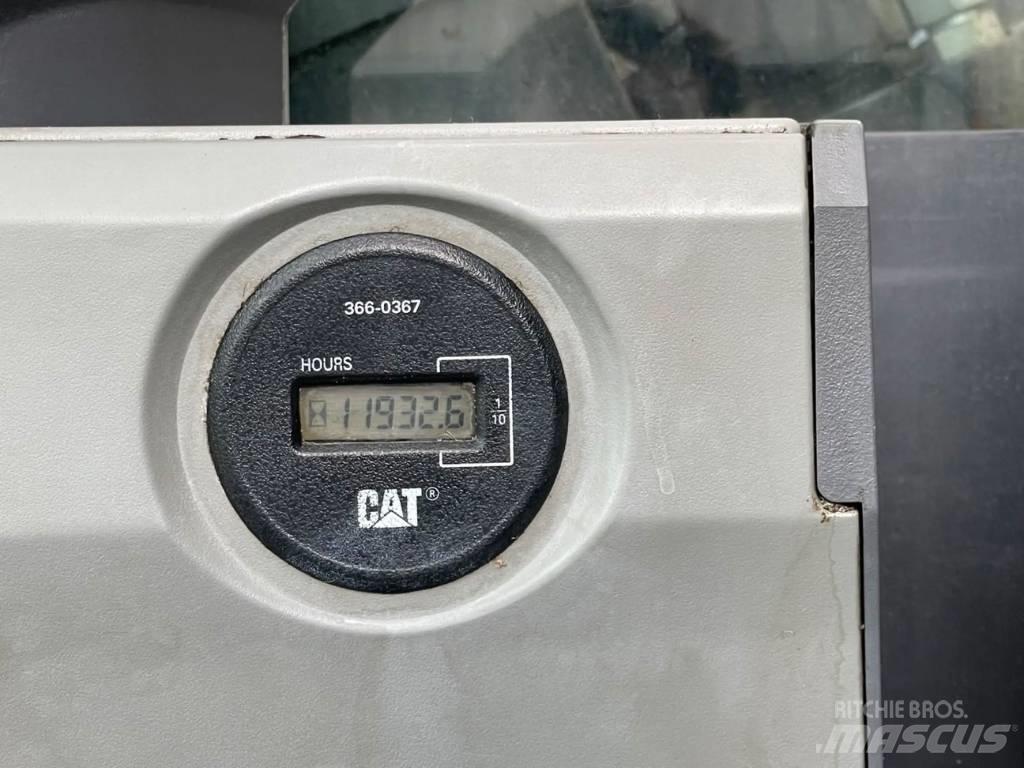 366-0367
HOURS
11932.6
1
10
CAT®
RITCHIE BROS.
MASCUS